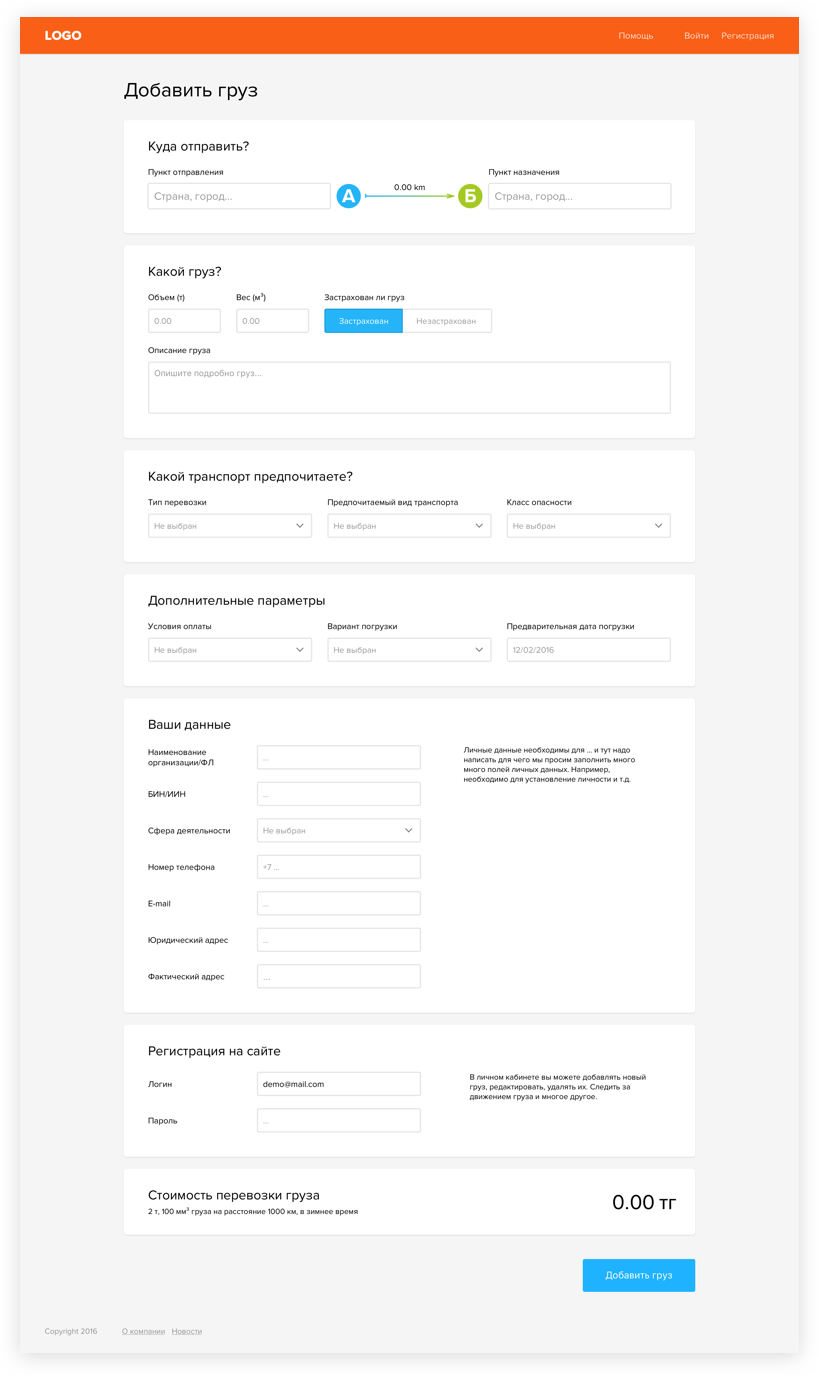 LOGO
Помощь Войти Регистрация
Добавить груз
Куда отправить?
Пункт отправления
Страна, город...
А
0.00 km
Б
Пункт назначения
Страна, город...
Какой груз?
Объем (т) Вес (м³) Застрахован ли груз
0.00 0.00 Застрахован Незастрахован
Описание груза
Опишите подробно груз...
Какой транспорт предпочитаете?
Тип перевозки Предпочитаемый вид транспорта Класс опасности
Не выбран Не выбран Не выбран
Дополнительные параметры
Условия оплаты Вариант погрузки Предварительная дата погрузки
Не выбран Не выбран 12/02/2016
Ваши данные
Наименование
организации/ФЛ
...
БИН/ИИН
...
Сфера деятельности
Не выбран
Номер телефона
+7 ...
E-mail
...
Юридический адрес
...
Фактический адрес
...
Личные данные необходимы для ... и тут надо
написать для чего мы просим заполнить много
много полей личных данных. Например,
необходимо для установление личности и т.д.
Регистрация на сайте
Логин
demo@mail.com
Пароль
...
В личном кабинете вы можете добавлять новый
груз, редактировать, удалять их. Следить за
движением груза и многое другое.
Стоимость перевозки груза
2 т, 100 мм³ груза на расстояние 1000 км, в зимнее время
0.00 тг
Добавить груз
Copyright 2016 О компании Новости